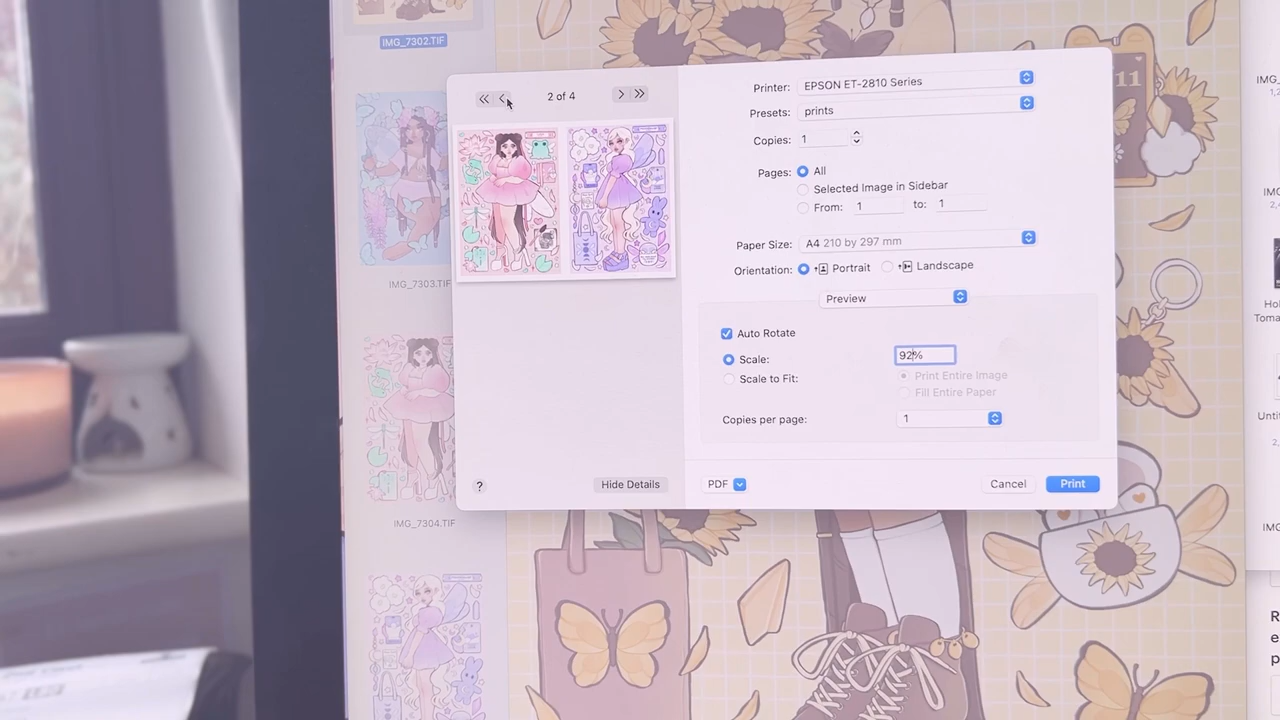 IMG_7302.TIF
IMG_7303.TIF
IMG_7304.TIF
2 of 4
Hide Details
Printer: EPSON ET-2810 Series
Presets: prints
Copies: 1
Pages: All
Selected Image in Sidebar
From: 1 to: 1
Paper Size: A4 210 by 297 mm
Orientation: Portrait Landscape
Preview
Auto Rotate
Scale: 92%
Scale to Fit: Print Entire Image
Fill Entire Paper
Copies per page: 1
? PDF Cancel Print
11